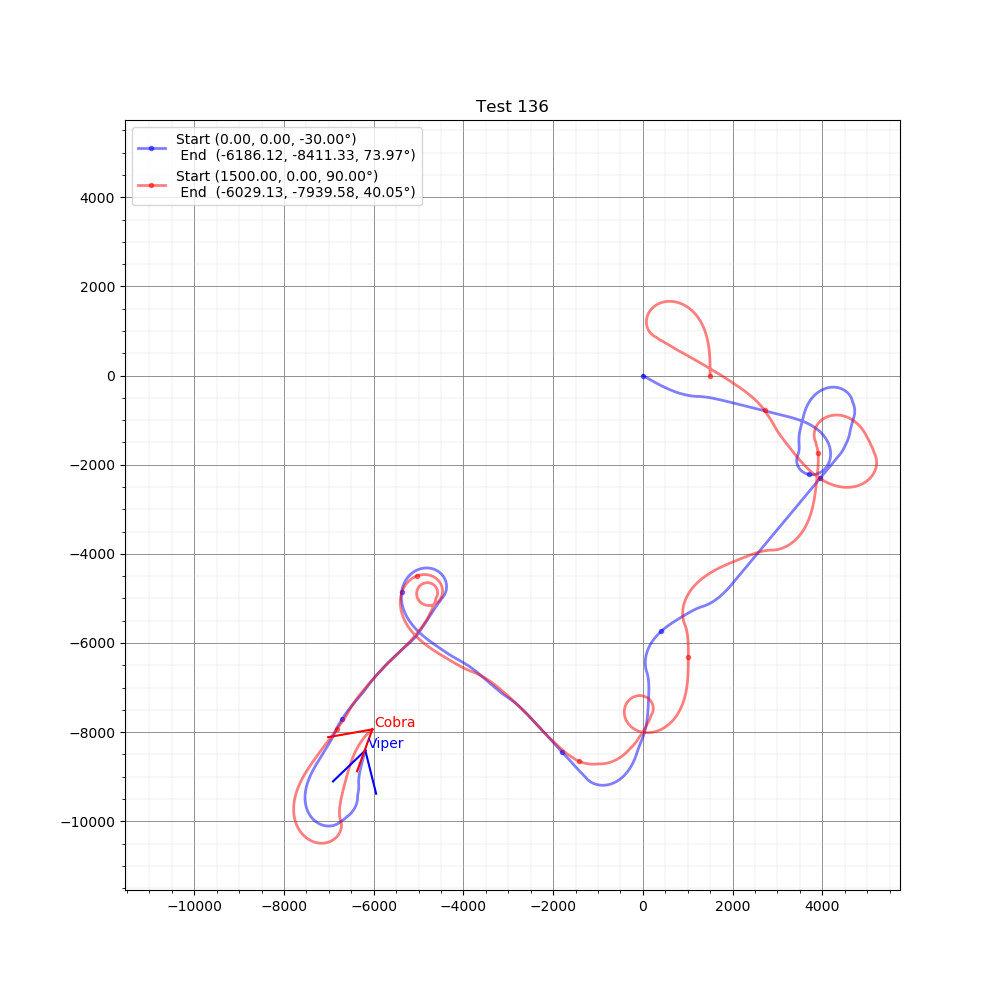 Test 136
Start (0.00, 0.00, -30.00°)
End (-6186.12, -8411.33, 73.97°)
Start (1500.00, 0.00, 90.00°)
End (-6029.13, -7939.58, 40.05°)
4000
2000
0
−2000
−4000
−6000
−8000
−10000
Cobra
Viper
−10000 −8000 −6000 −4000 −2000 0 2000 4000